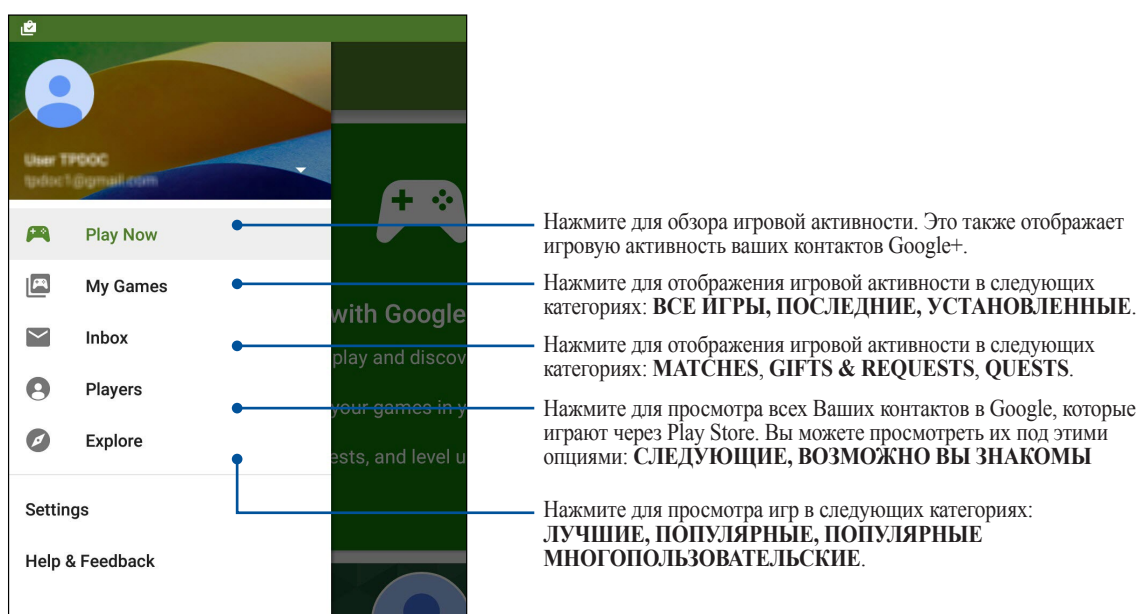 User TPDOC
tpdoc1@gmail.com
Play Now
My Games
Inbox
Players
Explore
Settings
Help & Feedback
with Google
play and discov
your games in y
ests, and level u
Нажмите для обзора игровой активности. Это также отображает
игровую активность ваших контактов Google+.
Нажмите для отображения игровой активности в следующих
категориях: ВСЕ ИГРЫ, ПОСЛЕДНИЕ, УСТАНОВЛЕННЫЕ.
Нажмите для отображения игровой активности в следующих
категориях: MATCHES, GIFTS & REQUESTS, QUESTS.
Нажмите для просмотра всех Ваших контактов в Google, которые
играют через Play Store. Вы можете просмотреть их под этими
опциями: СЛЕДУЮЩИЕ, ВОЗМОЖНО ВЫ ЗНАКОМЫ
Нажмите для просмотра игр в следующих категориях:
ЛУЧШИЕ, ПОПУЛЯРНЫЕ, ПОПУЛЯРНЫЕ
МНОГОПОЛЬЗОВАТЕЛЬСКИЕ.